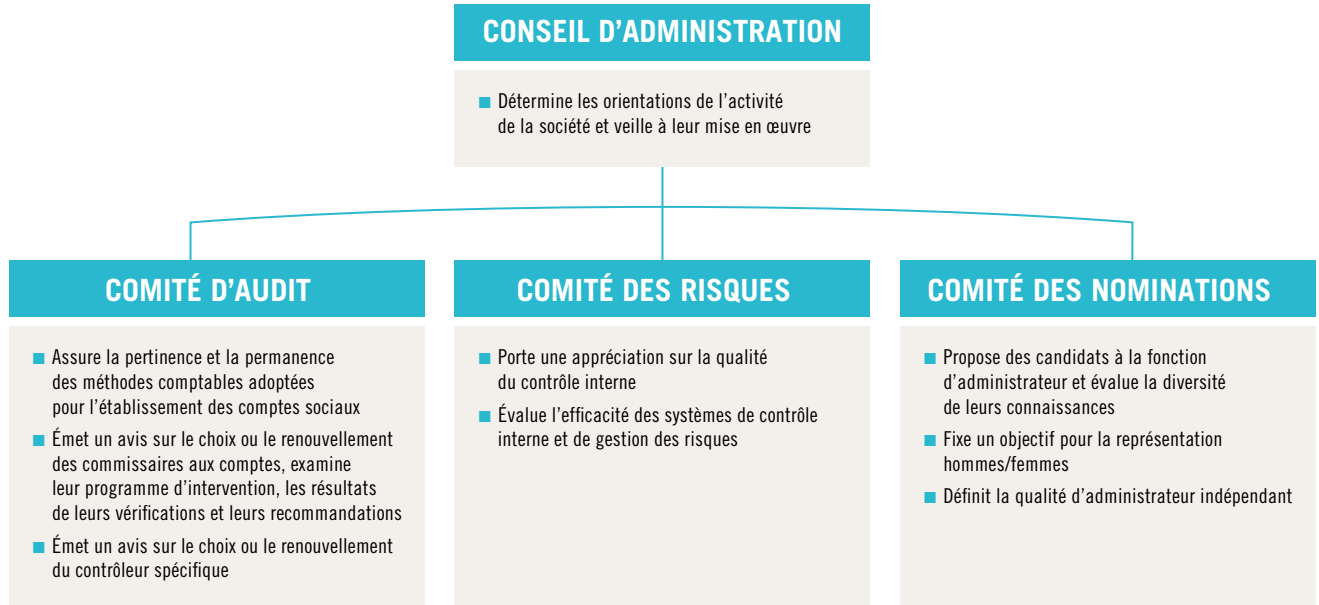 CONSEIL D’ADMINISTRATION
■ Détermine les orientations de l’activité
de la société et veille à leur mise en œuvre
COMITÉ D’AUDIT
■ Assure la pertinence et la permanence
des méthodes comptables adoptées
pour l’établissement des comptes sociaux
■ Émet un avis sur le choix ou le renouvellement
des commissaires aux comptes, examine
leur programme d’intervention, les résultats
de leurs vérifications et leurs recommandations
■ Émet un avis sur le choix ou le renouvellement
du contrôleur spécifique
COMITÉ DES RISQUES
■ Porte une appréciation sur la qualité
du contrôle interne
■ Évalue l’efficacité des systèmes de contrôle
interne et de gestion des risques
COMITÉ DES NOMINATIONS
■ Propose des candidats à la fonction
d’administrateur et évalue la diversité
de leurs connaissances
■ Fixe un objectif pour la représentation
hommes/femmes
■ Définit la qualité d’administrateur indépendant